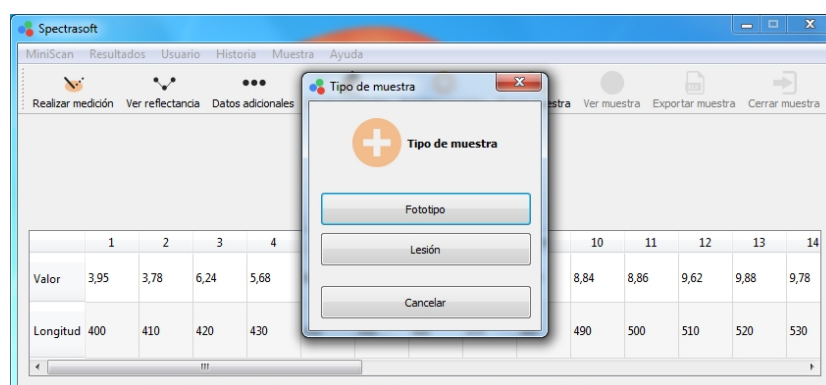 Spectrasoft
MiniScan Resultados Usuario Historia Muestra Ayuda
Realizar medición Ver reflectancia Datos adicionales Ver muestra Exportar muestra Cerrar muestra
Tipo de muestra
Tipo de muestra
Fototipo
Lesión
Cancelar
1 2 3 4 10 11 12 13 14
Valor 3,95 3,78 6,24 5,68 8,84 8,86 9,62 9,88 9,78
Longitud 400 410 420 430 490 500 510 520 530